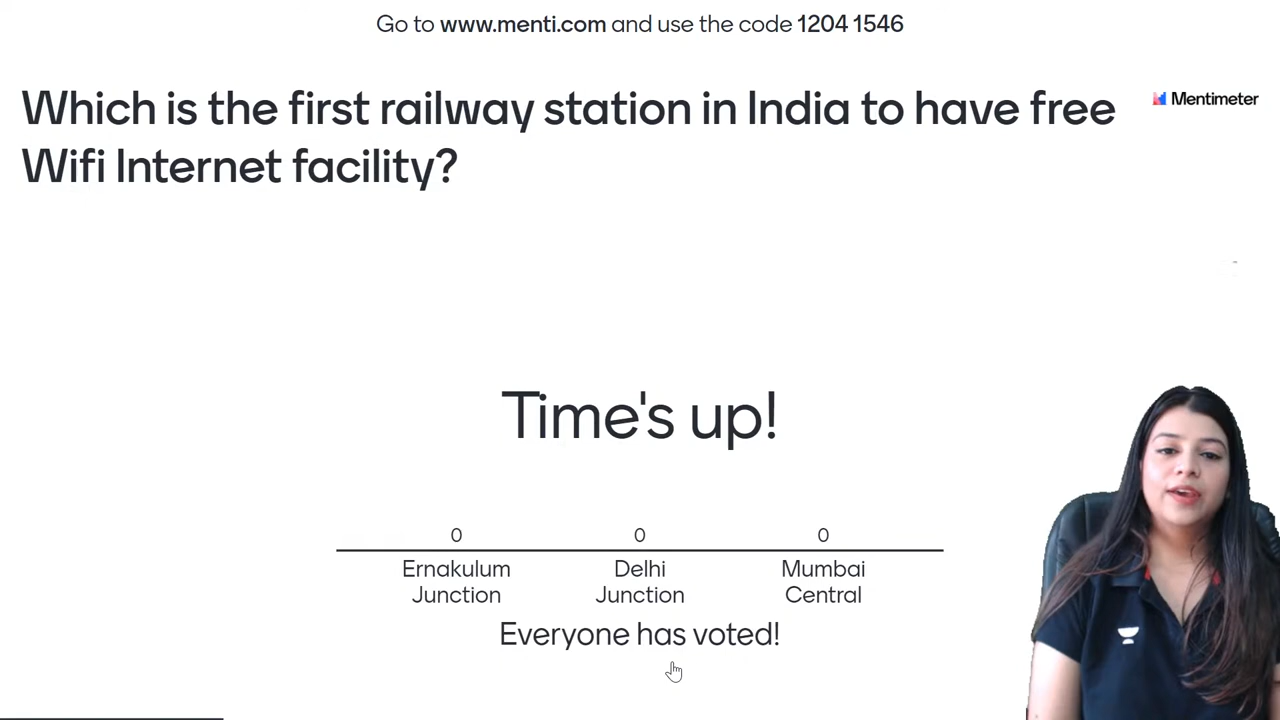 Go to www.menti.com and use the code 1204 1546
Which is the first railway station in India to have free
Wifi Internet facility?
Mentimeter
Time's up!
0 0 0
Ernakulum Delhi Mumbai
Junction Junction Central
Everyone has voted!